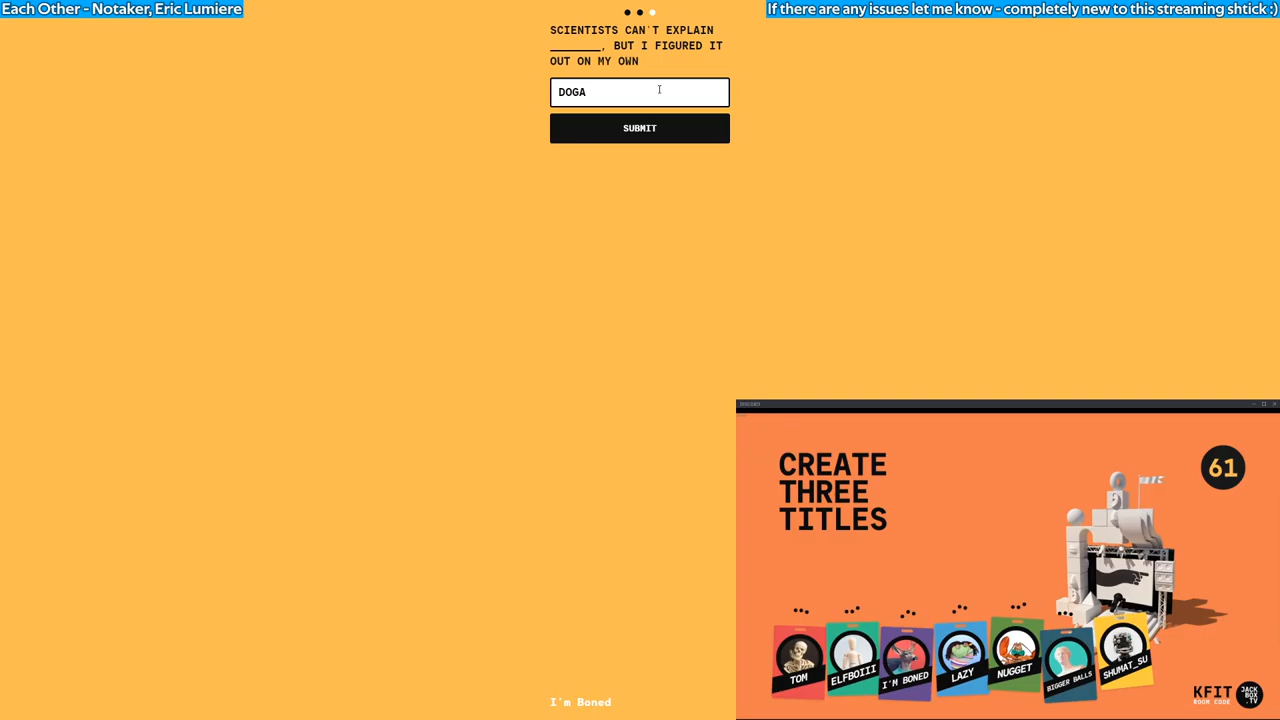 Each Other - Notaker, Eric Lumiere
If there are any issues let me know - completely new to this streaming shtick :)
SCIENTISTS CAN'T EXPLAIN
________, BUT I FIGURED IT
OUT ON MY OWN
DOGA
SUBMIT
DISCORD
CREATE
THREE
TITLES
61
TOM
ELFBOIII
I'M BONED
LAZY
NUGGET
BIGGER BALLS
SHUMAT_SU
KFIT
ROOM CODE
JACK
BOX
.TV
I'm Boned